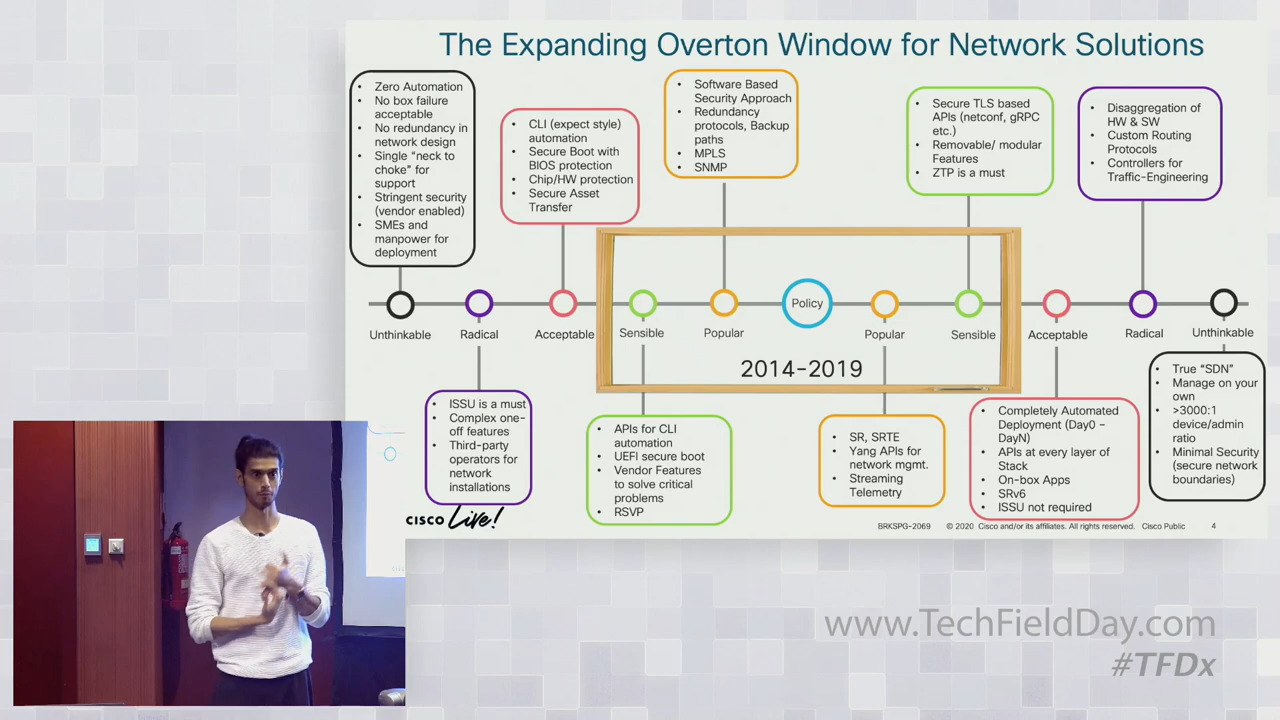 The Expanding Overton Window for Network Solutions
• Zero Automation
• No box failure
acceptable
• No redundancy in
network design
• Single “neck to
choke” for
support
• Stringent security
(vendor enabled)
• SMEs and
manpower for
deployment
• CLI (expect style)
automation
• Secure Boot with
BIOS protection
• Chip/HW protection
• Secure Asset
Transfer
• Software Based
Security Approach
• Redundancy
protocols, Backup
paths
• MPLS
• SNMP
• Secure TLS based
APIs (netconf, gRPC
etc.)
• Removable/ modular
Features
• ZTP is a must
• Disaggregation of
HW & SW
• Custom Routing
Protocols
• Controllers for
Traffic-Engineering
Policy
Unthinkable
Radical
Acceptable
Sensible
Popular
Popular
Sensible
Acceptable
Radical
Unthinkable
2014-2019
• ISSU is a must
• Complex one-
off features
• Third-party
operators for
network
installations
• APIs for CLI
automation
• UEFI secure boot
• Vendor Features
to solve critical
problems
• RSVP
• SR, SRTE
• Yang APIs for
network mgmt.
• Streaming
Telemetry
• Completely Automated
Deployment (Day0 –
DayN)
• APIs at every layer of
Stack
• On-box Apps
• SRv6
• ISSU not required
• True “SDN”
• Manage on your
own
• >3000:1
device/admin
ratio
• Minimal Security
(secure network
boundaries)
CISCO Live!
BRKSPG-2069 © 2020 Cisco and/or its affiliates. All rights reserved. Cisco Public 4
www.TechFieldDay.com
#TFDx